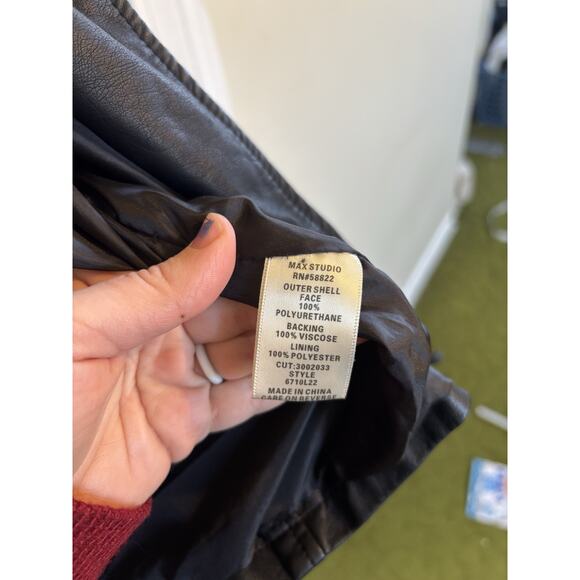 MAX STUDIO
RN#58822
OUTER SHELL
FACE
100%
POLYURETHANE
BACKING
100% VISCOSE
LINING
100% POLYESTER
CUT:3002033
STYLE
6710L22
MADE IN CHINA
CARE ON REVERSE